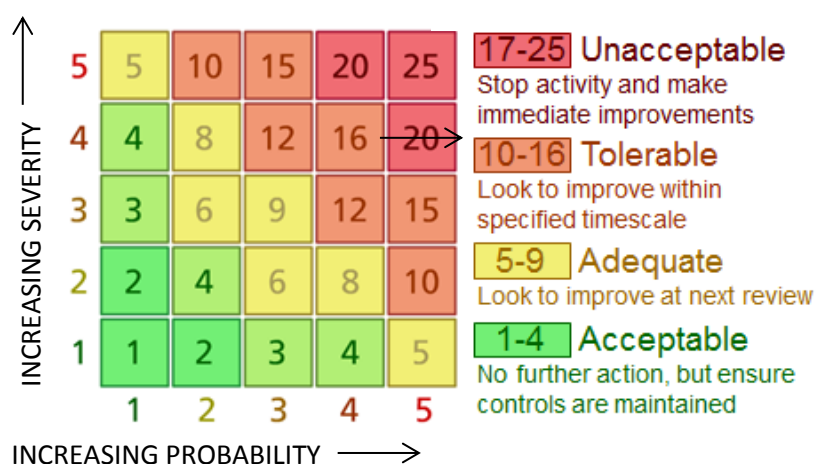 INCREASING SEVERITY
5 5 10 15 20 25
4 4 8 12 16 20
3 3 6 9 12 15
2 2 4 6 8 10
1 1 2 3 4 5
1 2 3 4 5
INCREASING PROBABILITY
17-25 Unacceptable
Stop activity and make
immediate improvements
10-16 Tolerable
Look to improve within
specified timescale
5-9 Adequate
Look to improve at next review
1-4 Acceptable
No further action, but ensure
controls are maintained